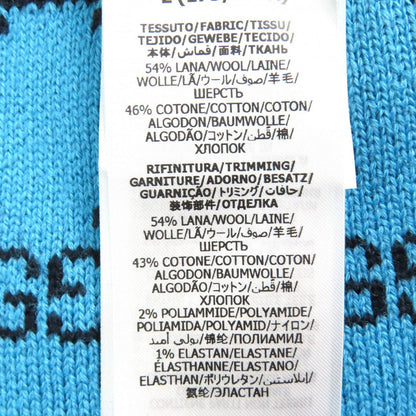 TESSUTO/FABRIC/TISSU/
TEJIDO/GEWEBE/TECIDO/
本体/قماش/面料/ТКАНЬ
54% LANA/WOOL/LAINE/
WOLLE/LÃ/ウール/صوف/羊毛/
ШЕРСТЬ
46% COTONE/COTTON/COTON/
ALGODON/BAUMWOLLE/
ALGODÃO/コットン/قطن/棉/
ХЛОПОК
RIFINITURA/TRIMMING/
GARNITURE/ADORNO/BESATZ/
GUARNIÇÃO/トリミング/حافات/
装饰部件/ОТДЕЛКА
54% LANA/WOOL/LAINE/
WOLLE/LÃ/ウール/صوف/羊毛/
ШЕРСТЬ
43% COTONE/COTTON/COTON/
ALGODON/BAUMWOLLE/
ALGODÃO/コットン/قطن/棉/
ХЛОПОК
2% POLIAMMIDE/POLYAMIDE/
POLIAMIDA/POLYAMID/ナイロン/
بولي أميد/锦纶/ПОЛИАМИД
1% ELASTAN/ELASTANE/
ÉLASTHANNE/ELASTANO/
ELASTHAN/ポリウレタン/إيلاستين/
氨纶/ЭЛАСТАН